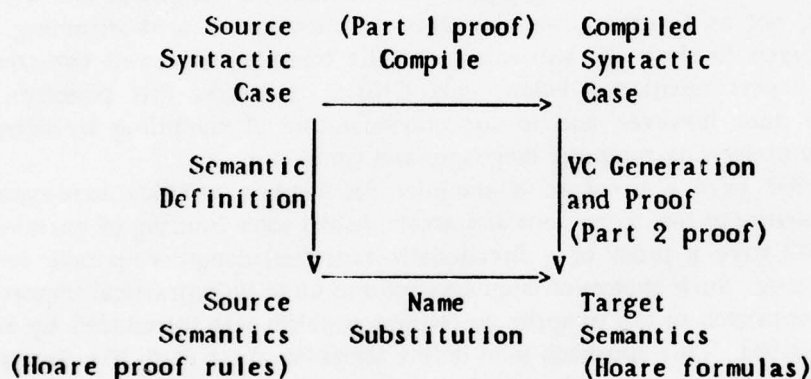 Source (Part 1 proof) Compiled
Syntactic Compile Syntactic
Case Case
Semantic VC Generation
Definition and Proof
(Part 2 proof)
Source Name Target
Semantics Substitution Semantics
(Hoare proof rules) (Hoare formulas)